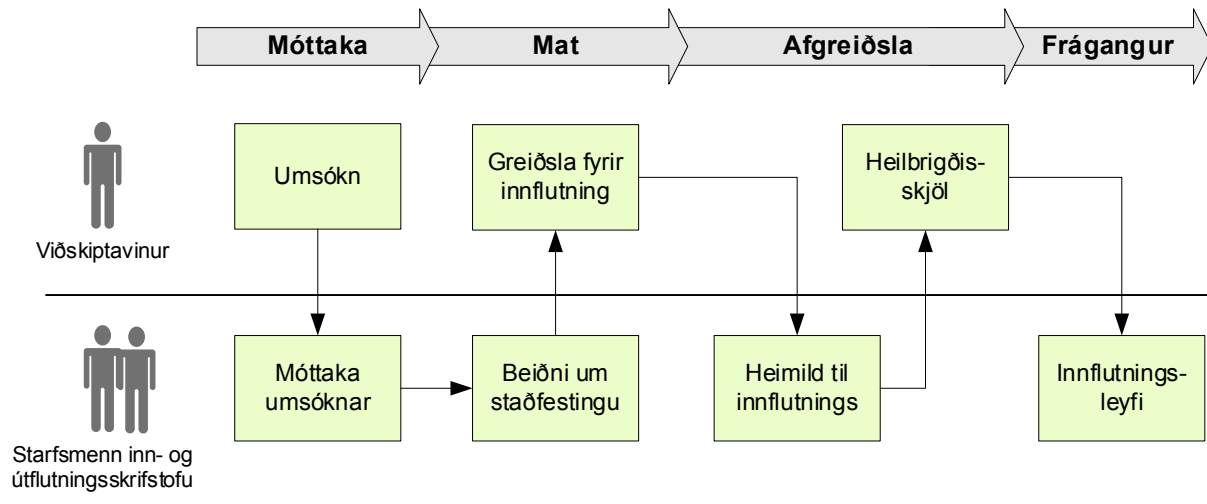 Móttaka
Mat
Afgreiðsla
Frágangur
Umsókn
Greiðsla fyrir
innflutning
Heilbrigðis-
skjöl
Viðskiptavinur
Móttaka
umsóknar
Beiðni um
staðfestingu
Heimild til
innflutnings
Innflutnings-
leyfi
Starfsmenn inn- og
útflutningsskrifstofu